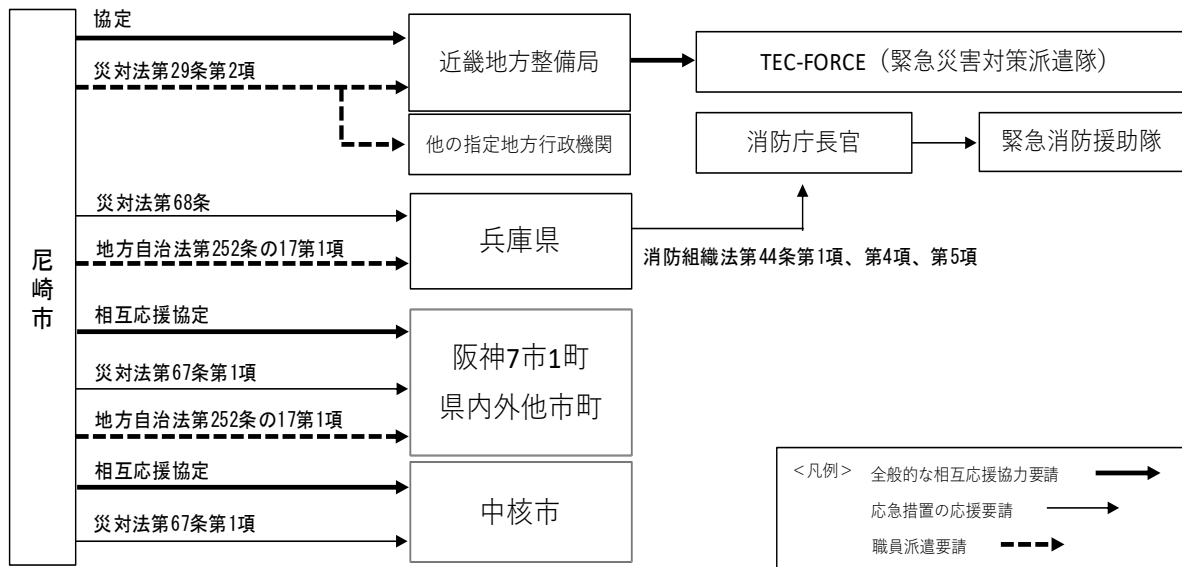 尼崎市
協定
災対法第29条第2項
近畿地方整備局
TEC-FORCE（緊急災害対策派遣隊）
他の指定地方行政機関
消防庁長官
緊急消防援助隊
災対法第68条
地方自治法第252条の17第1項
兵庫県
消防組織法第44条第1項、第4項、第5項
相互応援協定
災対法第67条第1項
地方自治法第252条の17第1項
阪神7市1町
県内外他市町
相互応援協定
災対法第67条第1項
中核市
＜凡例＞ 全般的な相互応援協力要請
応急措置の応援要請
職員派遣要請